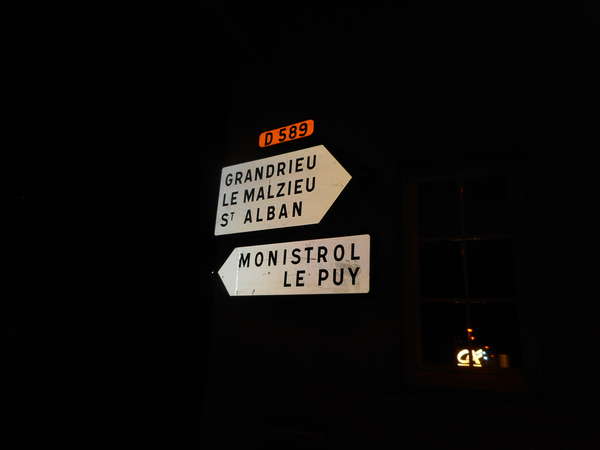 D 589
GRANDRIEU
LE MALZIEU
ST ALBAN
MONISTROL
LE PUY